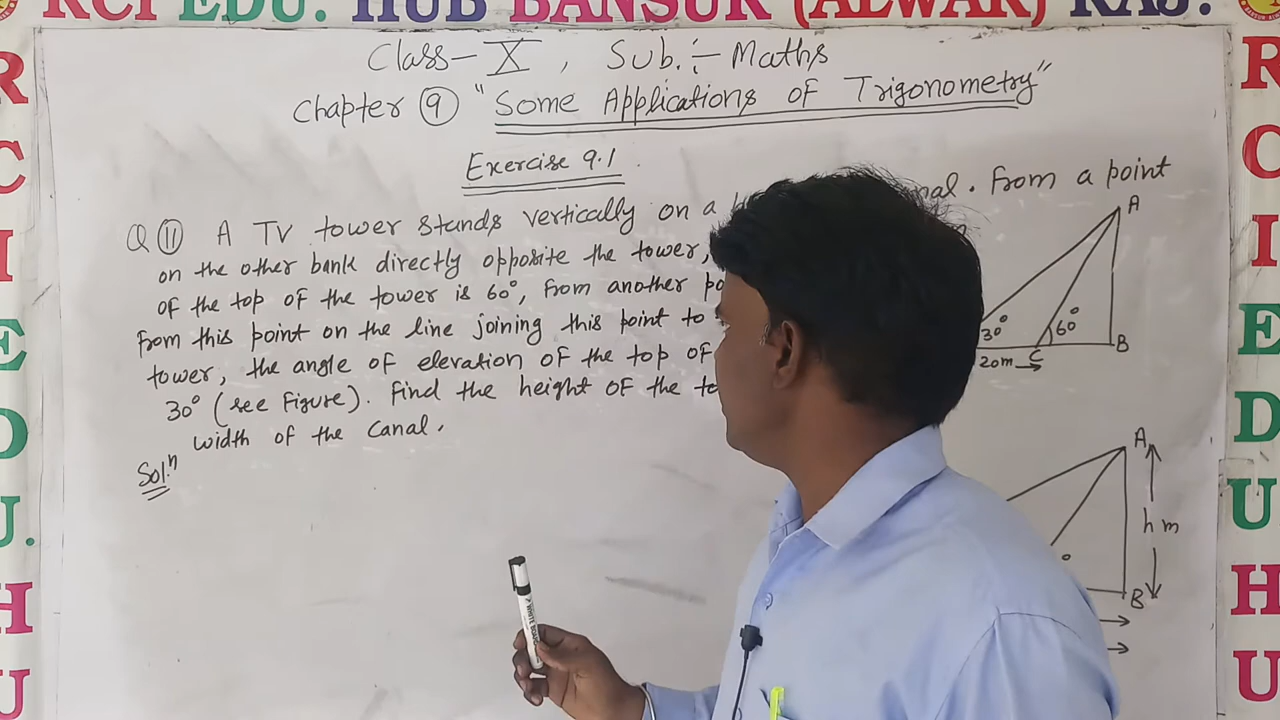 RCI EDU. HUB BANSUR (ALWAR) RAJ.
Class-X, Sub.:- Maths
Chapter 9 "Some Applications of Trigonometry"
Exercise 9.1
Q 11 A TV tower stands vertically on a nal. From a point
on the other bank directly opposite the tower,
of the top of the tower is 60°, From another po
From this point on the line joining this point to
tower, the angle of elevation of the top of
30° (see Figure). Find the height of the to
width of the canal.
Sol.n
A
30° 60°
20m C B
A
h m
B
R
C
I
E
D
U.
H
U
R
C
I
E
D
U
H
U